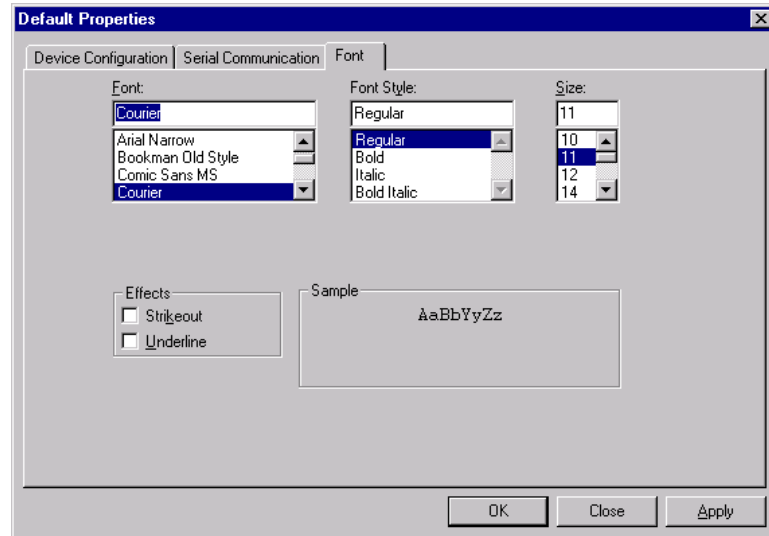 Default Properties
Device Configuration Serial Communication Font
Font: Font Style: Size:
Courier Regular 11
Arial Narrow Regular 10
Bookman Old Style Bold 11
Comic Sans MS Italic 12
Courier Bold Italic 14
Effects Sample
Strikeout AaBbYyZz
Underline
OK Close Apply